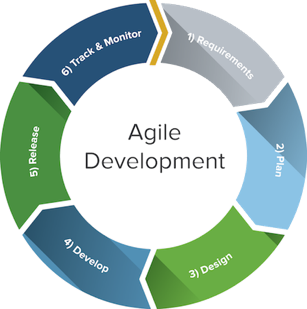 Agile
Development
1) Requirements
2) Plan
3) Design
4) Develop
5) Release
6) Track & Monitor